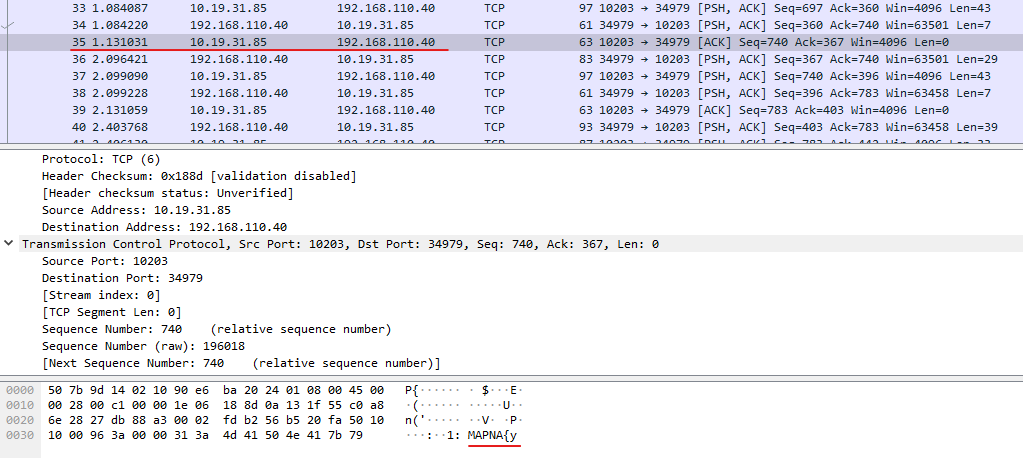 33 1.084087 10.19.31.85 192.168.110.40 TCP 97 10203 → 34979 [PSH, ACK] Seq=697 Ack=360 Win=4096 Len=43
34 1.084220 192.168.110.40 10.19.31.85 TCP 61 34979 → 10203 [PSH, ACK] Seq=360 Ack=740 Win=63501 Len=7
35 1.131031 10.19.31.85 192.168.110.40 TCP 63 10203 → 34979 [ACK] Seq=740 Ack=367 Win=4096 Len=0
36 2.096421 192.168.110.40 10.19.31.85 TCP 83 34979 → 10203 [PSH, ACK] Seq=367 Ack=740 Win=63501 Len=29
37 2.099090 10.19.31.85 192.168.110.40 TCP 97 10203 → 34979 [PSH, ACK] Seq=740 Ack=396 Win=4096 Len=43
38 2.099228 192.168.110.40 10.19.31.85 TCP 61 34979 → 10203 [PSH, ACK] Seq=396 Ack=783 Win=63458 Len=7
39 2.131059 10.19.31.85 192.168.110.40 TCP 63 10203 → 34979 [ACK] Seq=783 Ack=403 Win=4096 Len=0
40 2.403768 192.168.110.40 10.19.31.85 TCP 93 34979 → 10203 [PSH, ACK] Seq=403 Ack=783 Win=63458 Len=39
Protocol: TCP (6)
Header Checksum: 0x188d [validation disabled]
[Header checksum status: Unverified]
Source Address: 10.19.31.85
Destination Address: 192.168.110.40
Transmission Control Protocol, Src Port: 10203, Dst Port: 34979, Seq: 740, Ack: 367, Len: 0
Source Port: 10203
Destination Port: 34979
[Stream index: 0]
[TCP Segment Len: 0]
Sequence Number: 740 (relative sequence number)
Sequence Number (raw): 196018
[Next Sequence Number: 740 (relative sequence number)]
0000 50 7b 9d 14 02 10 90 e6 ba 20 24 01 08 00 45 00 P{······ · $···E·
0010 00 28 00 c1 00 00 1e 06 18 8d 0a 13 1f 55 c0 a8 ·(······ ·····U··
0020 6e 28 27 db 88 a3 00 02 fd b2 56 b5 20 fa 50 10 n('····· ··V· ·P·
0030 10 00 96 3a 00 00 31 3a 4d 41 50 4e 41 7b 79 ···:··1: MAPNA{y